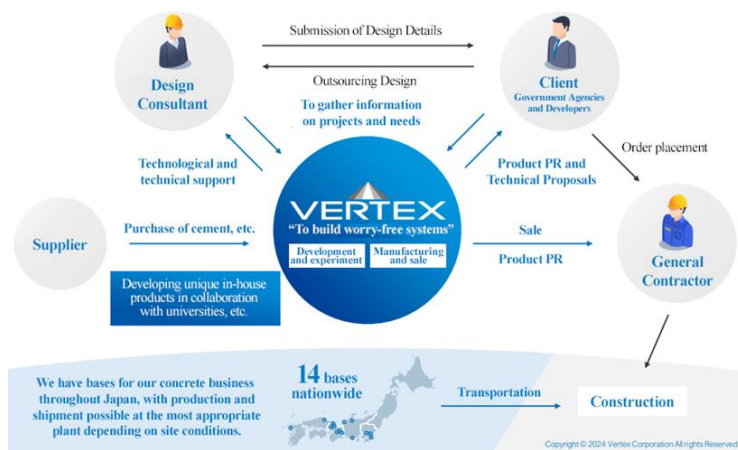 Submission of Design Details
Outsourcing Design
Design
Consultant
Client
Government Agencies
and Developers
To gather information
on projects and needs
Order placement
Technological and
technical support
Product PR and
Technical Proposals
VERTEX
“To build worry-free systems”
Development
and experiment
Manufacturing
and sale
Supplier
Purchase of cement, etc.
Sale
Product PR
General
Contractor
Developing unique in-house
products in collaboration
with universities, etc.
We have bases for our concrete business
throughout Japan, with production and
shipment possible at the most appropriate
plant depending on site conditions.
14 bases
nationwide
Transportation
Construction
Copyright © 2024 Vertex Corporation All rights Reserved